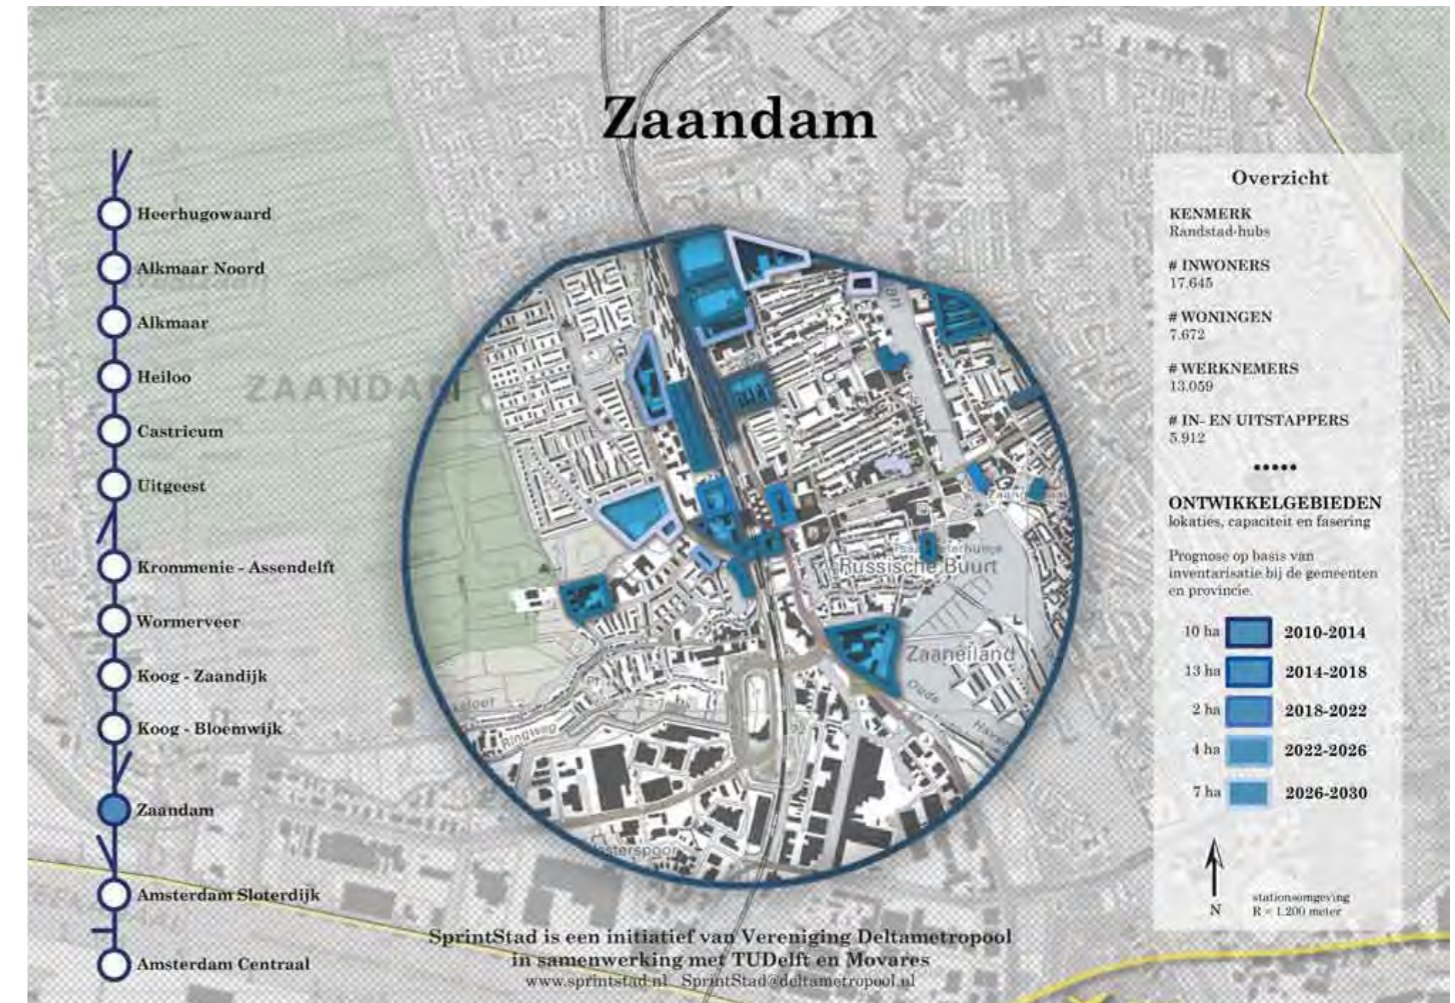 Zaandam
Heerhugowaard
Alkmaar Noord
Alkmaar
Heiloo
Castricum
Uitgeest
Krommenie - Assendelft
Wormerveer
Koog - Zaandijk
Koog - Bloemwijk
Zaandam
Amsterdam Sloterdijk
Amsterdam Centraal
ZAANDAM
Russische Buurt
Zaaneiland
Oude
Haven
Ringweg
Overzicht
KENMERK
Randstad-hubs
# INWONERS
17.645
# WONINGEN
7.672
# WERKNEMERS
13.059
# IN- EN UITSTAPPERS
5.912
•••••
ONTWIKKELGEBIEDEN
lokaties, capaciteit en fasering
Prognose op basis van
inventarisatie bij de gemeenten
en provincie.
10 ha 2010-2014
13 ha 2014-2018
2 ha 2018-2022
4 ha 2022-2026
7 ha 2026-2030
N
stationsomgeving
R = 1.200 meter
SprintStad is een initiatief van Vereniging Deltametropool
in samenwerking met TUDelft en Movares
www.sprintstad.nl SprintStad@deltametropool.nl